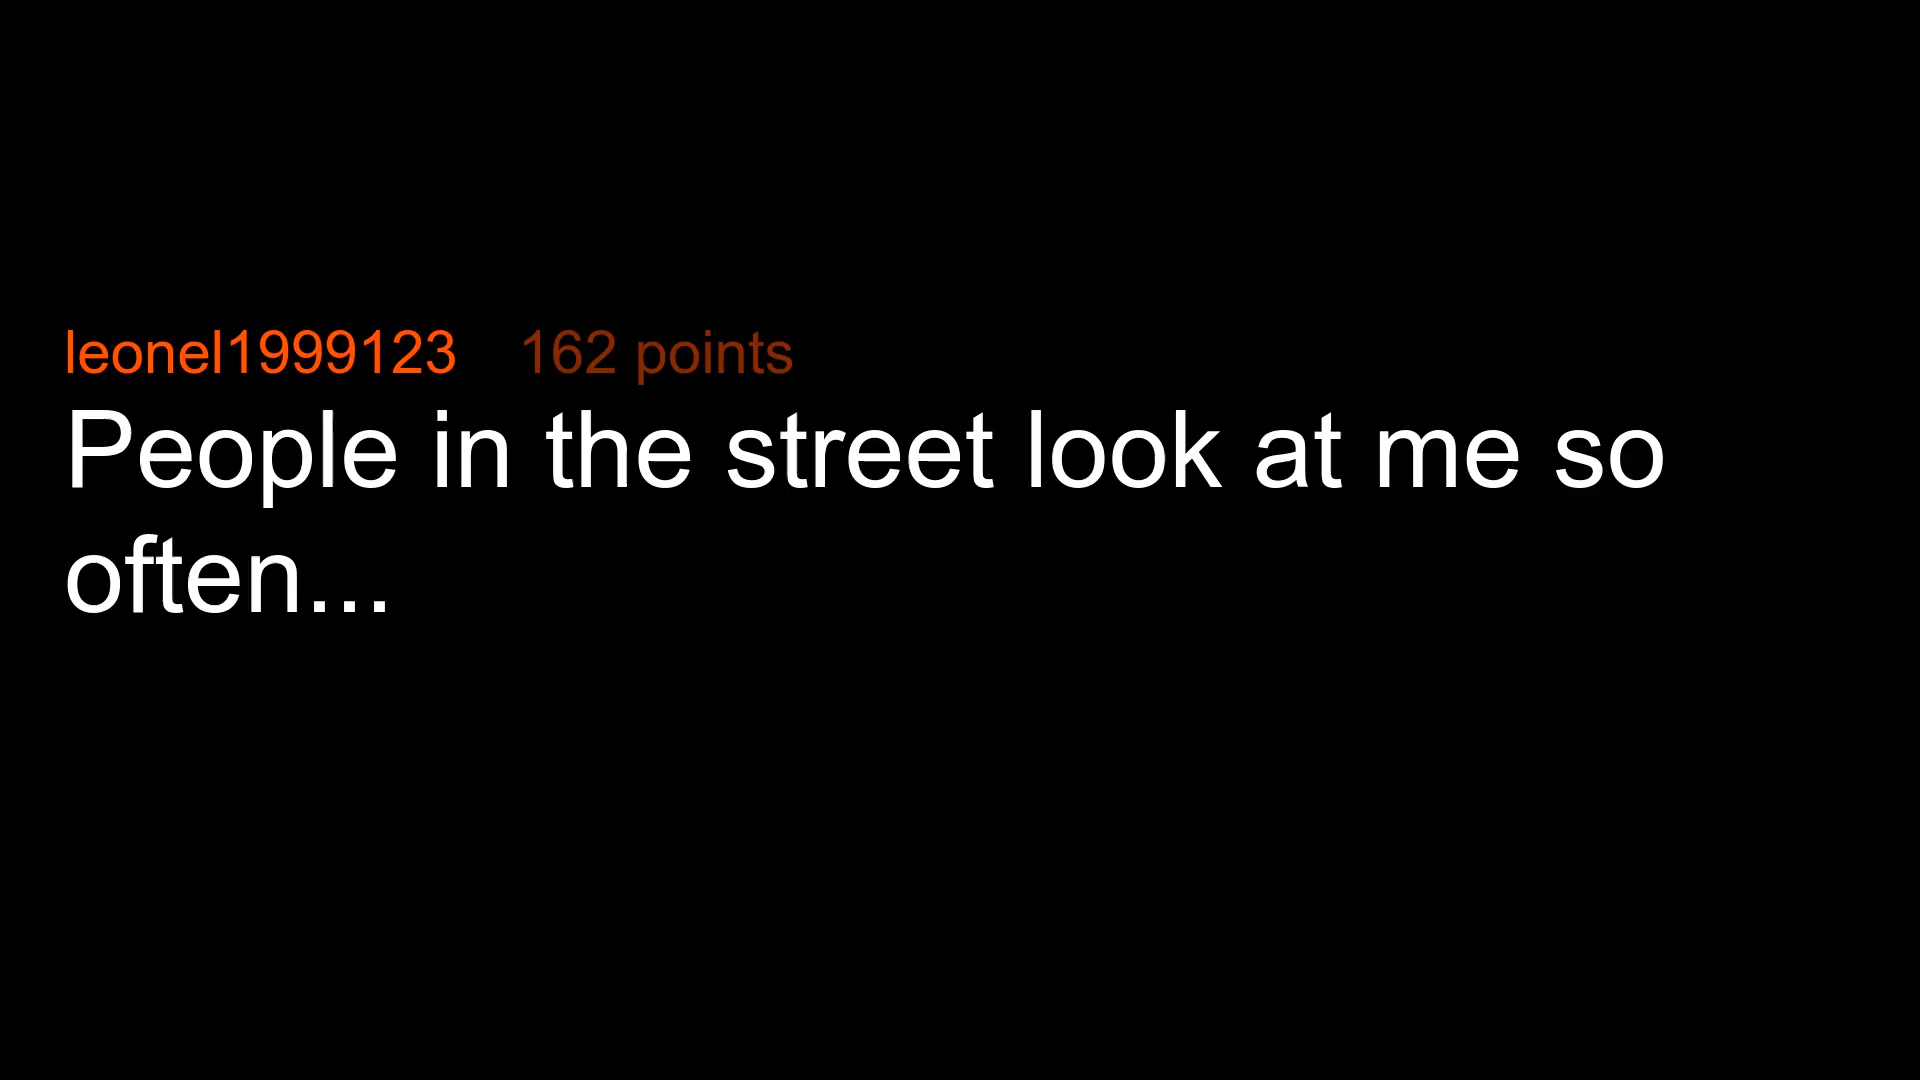 leonel1999123 162 points
People in the street look at me so
often...